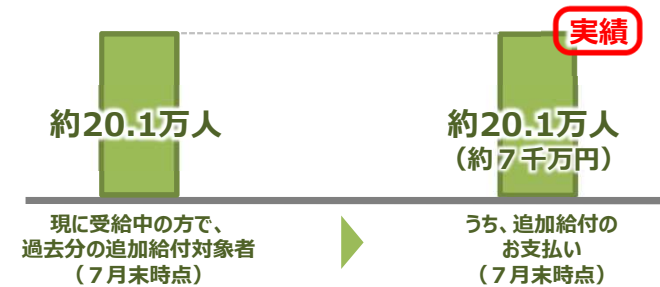 実績
約20.1万人
約20.1万人
（約７千万円）
現に受給中の方で、
過去分の追加給付対象者
（７月末時点）
うち、追加給付の
お支払い
（７月末時点）